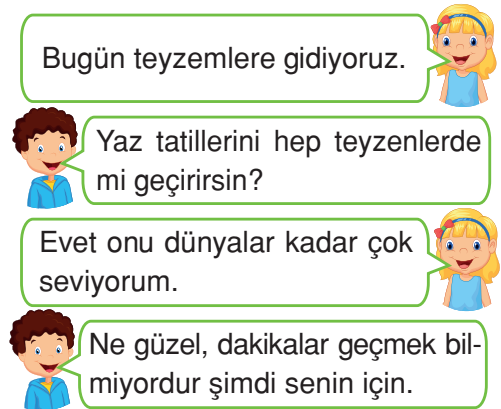 Bugün teyzemlere gidiyoruz.
Yaz tatillerini hep teyzenlerde
mi geçirirsin?
Evet onu dünyalar kadar çok
seviyorum.
Ne güzel, dakikalar geçmek bil-
miyordur şimdi senin için.